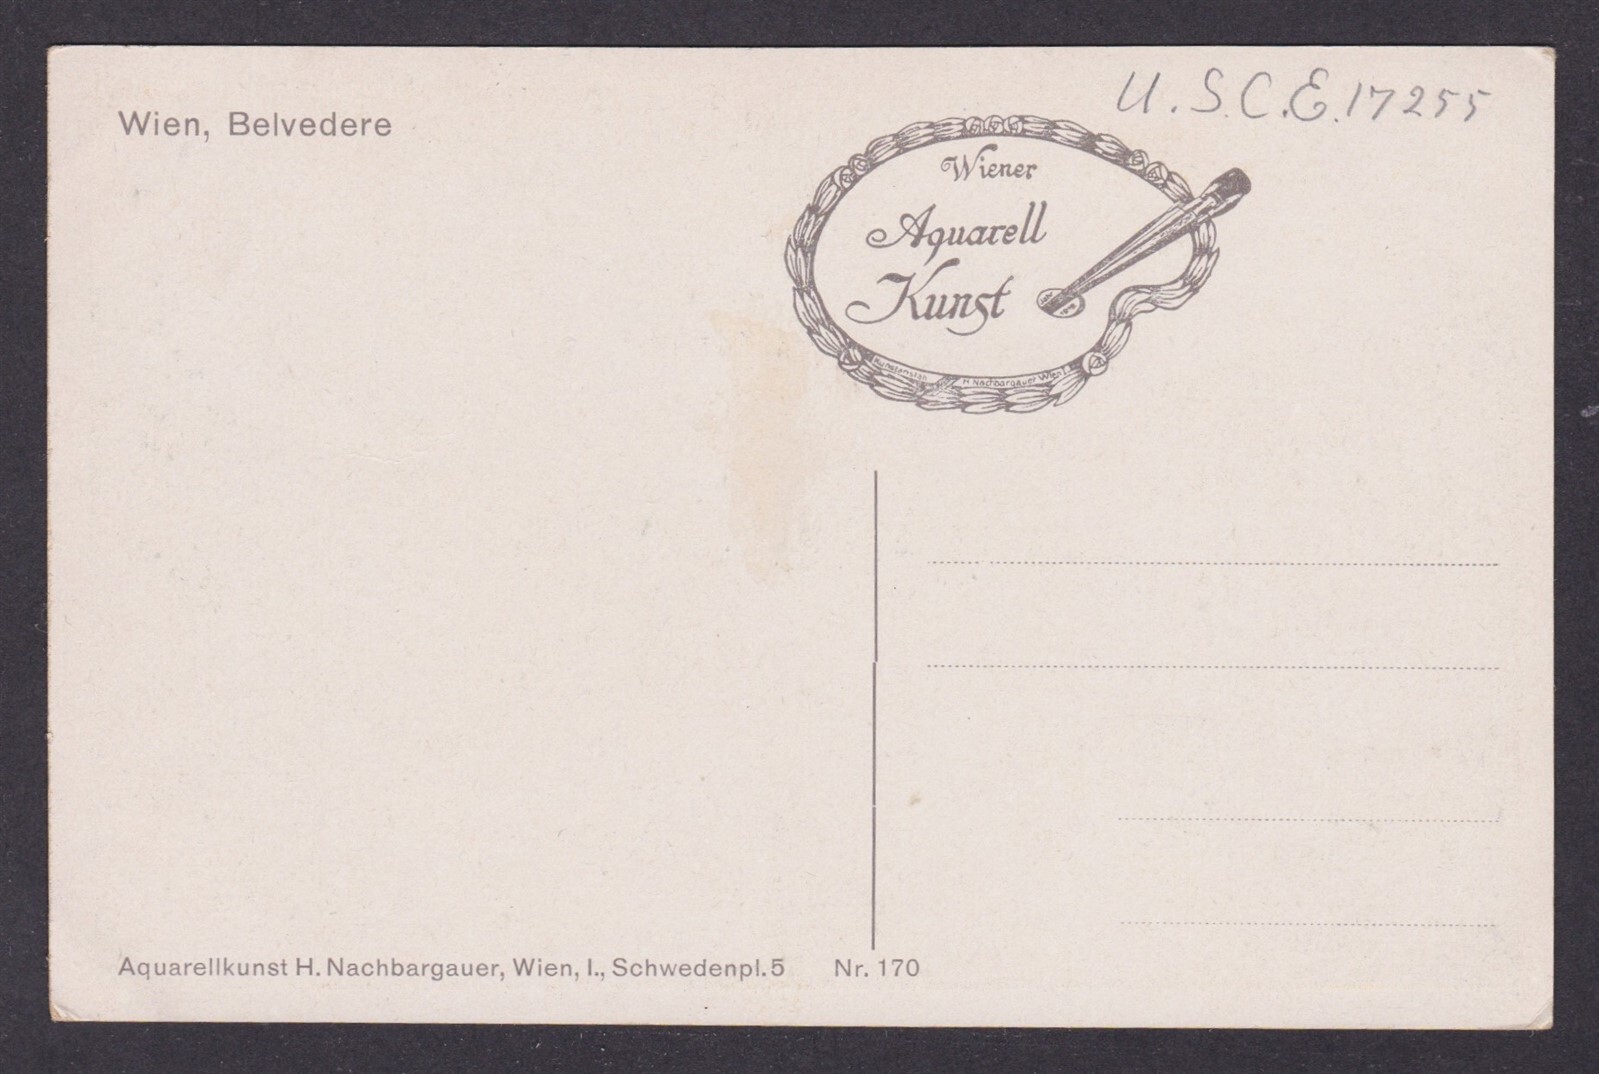 U.S.C.E.17255
Wien, Belvedere
Wiener
Aquarell
Kunst
H Nachbargauer Wien I
Aquarellkunst H. Nachbargauer, Wien, I., Schwedenpl. 5 Nr. 170